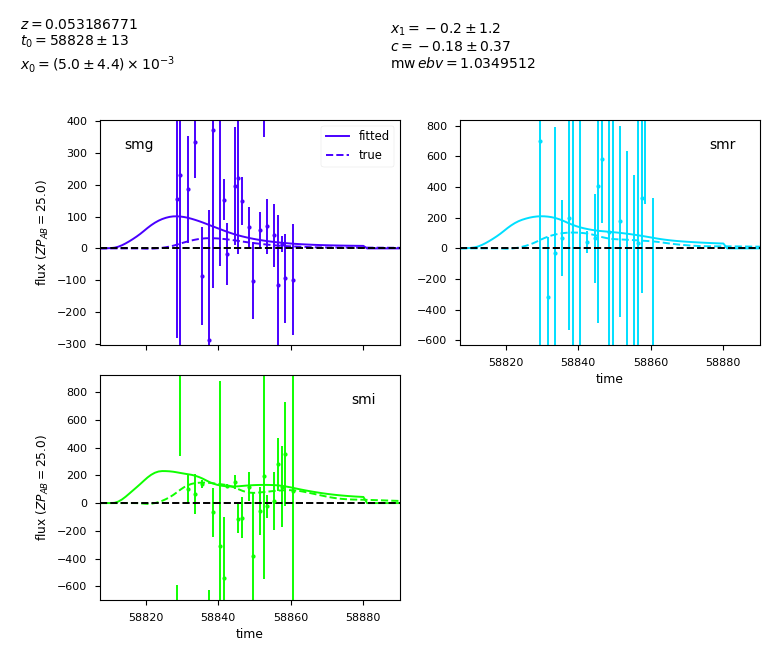 z = 0.053186771
t₀ = 58828 ± 13
x₀ = (5.0 ± 4.4) × 10⁻³
x₁ = −0.2 ± 1.2
c = −0.18 ± 0.37
mw ebv = 1.0349512
smg
fitted
true
400
300
200
100
0
−100
−200
−300
flux (ZP_AB = 25.0)
smr
800
600
400
200
0
−200
−400
−600
58820 58840 58860 58880
time
smi
800
600
400
200
0
−200
−400
−600
flux (ZP_AB = 25.0)
58820 58840 58860 58880
time